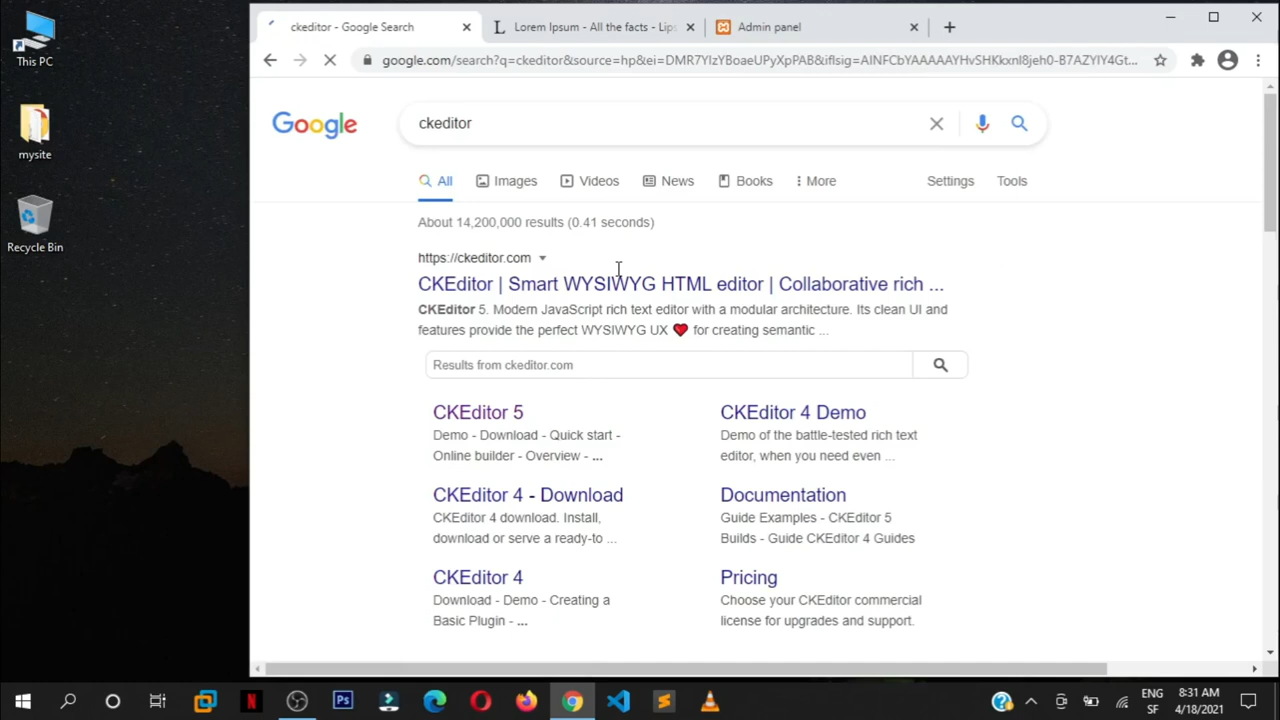 This PC
mysite
Recycle Bin
ckeditor - Google Search
Lorem Ipsum - All the facts - Lips
Admin panel
google.com/search?q=ckeditor&source=hp&ei=DMR7YIzYBoaeUPyXpPAB&iflsig=AINFCbYAAAAAYHvSHKkxnI8jeh0-B7AZYIY4Gt...
Google
ckeditor
All
Images
Videos
News
Books
More
Settings
Tools
About 14,200,000 results (0.41 seconds)
https://ckeditor.com
CKEditor | Smart WYSIWYG HTML editor | Collaborative rich ...
CKEditor 5. Modern JavaScript rich text editor with a modular architecture. Its clean UI and
features provide the perfect WYSIWYG UX ❤ for creating semantic ...
Results from ckeditor.com
CKEditor 5
Demo - Download - Quick start -
Online builder - Overview - ...
CKEditor 4 Demo
Demo of the battle-tested rich text
editor, when you need even ...
CKEditor 4 - Download
CKEditor 4 download. Install,
download or serve a ready-to ...
Documentation
Guide Examples - CKEditor 5
Builds - Guide CKEditor 4 Guides
CKEditor 4
Download - Demo - Creating a
Basic Plugin - ...
Pricing
Choose your CKEditor commercial
license for upgrades and support.
ENG
SF
8:31 AM
4/18/2021